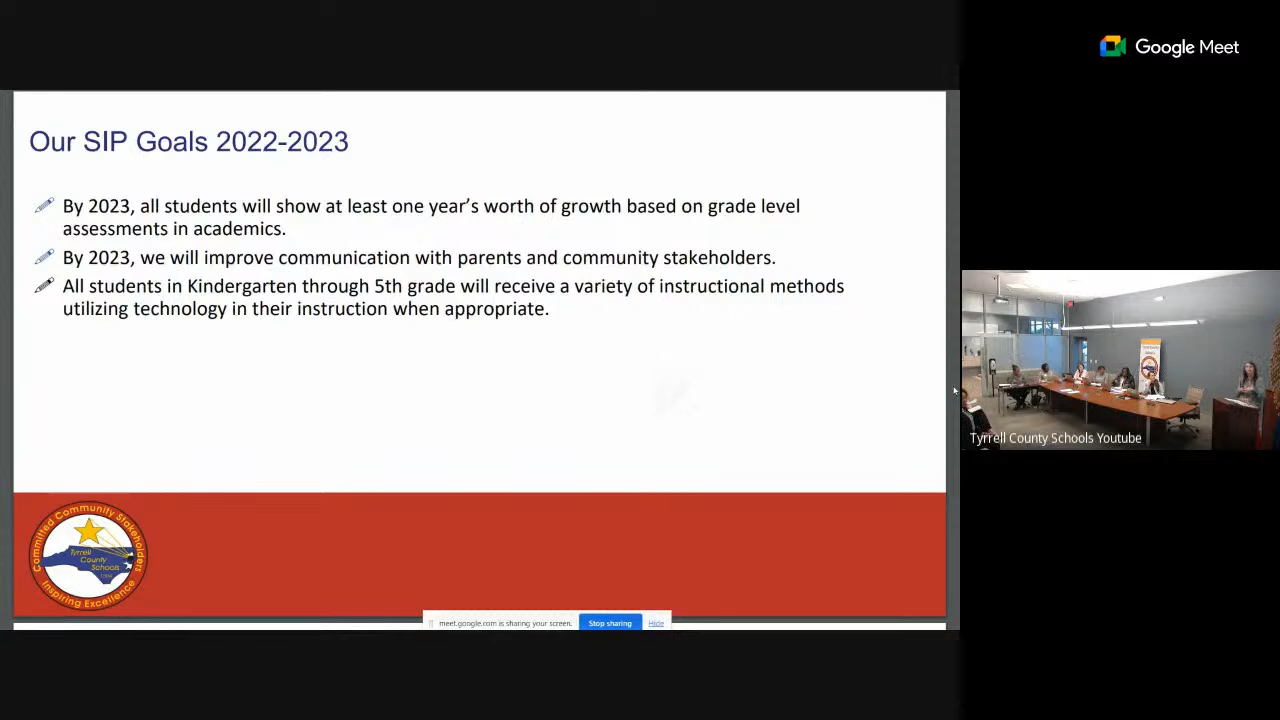 Google Meet
Our SIP Goals 2022-2023
By 2023, all students will show at least one year's worth of growth based on grade level
assessments in academics.
By 2023, we will improve communication with parents and community stakeholders.
All students in Kindergarten through 5th grade will receive a variety of instructional methods
utilizing technology in their instruction when appropriate.
Tyrrell County Schools Youtube
Committed Community Stakeholders
Tyrrell
County
Schools
Inspiring Excellence
meet.google.com is sharing your screen.
Stop sharing
Hide